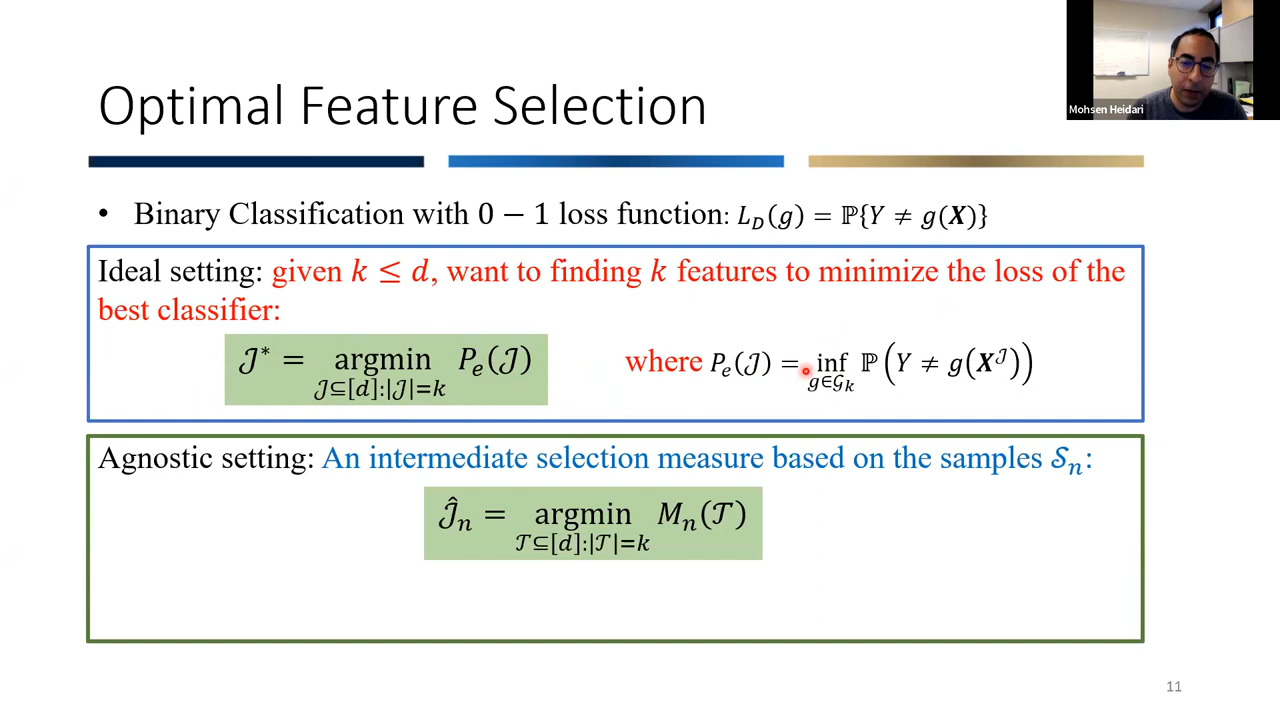 Mohsen Heidari
Optimal Feature Selection
• Binary Classification with 0 − 1 loss function: L_D(g) = ℙ{Y ≠ g(𝑿)}
Ideal setting: given k ≤ d, want to finding k features to minimize the loss of the
best classifier:
𝒥* = argmin P_e(𝒥) where P_e(𝒥) = inf ℙ(Y ≠ g(𝑿^𝒥))
𝒥⊆[d]:|𝒥|=k g∈𝒢_k
Agnostic setting: An intermediate selection measure based on the samples 𝒮_n:
𝒥̂_n = argmin M_n(𝒯)
𝒯⊆[d]:|𝒯|=k
11